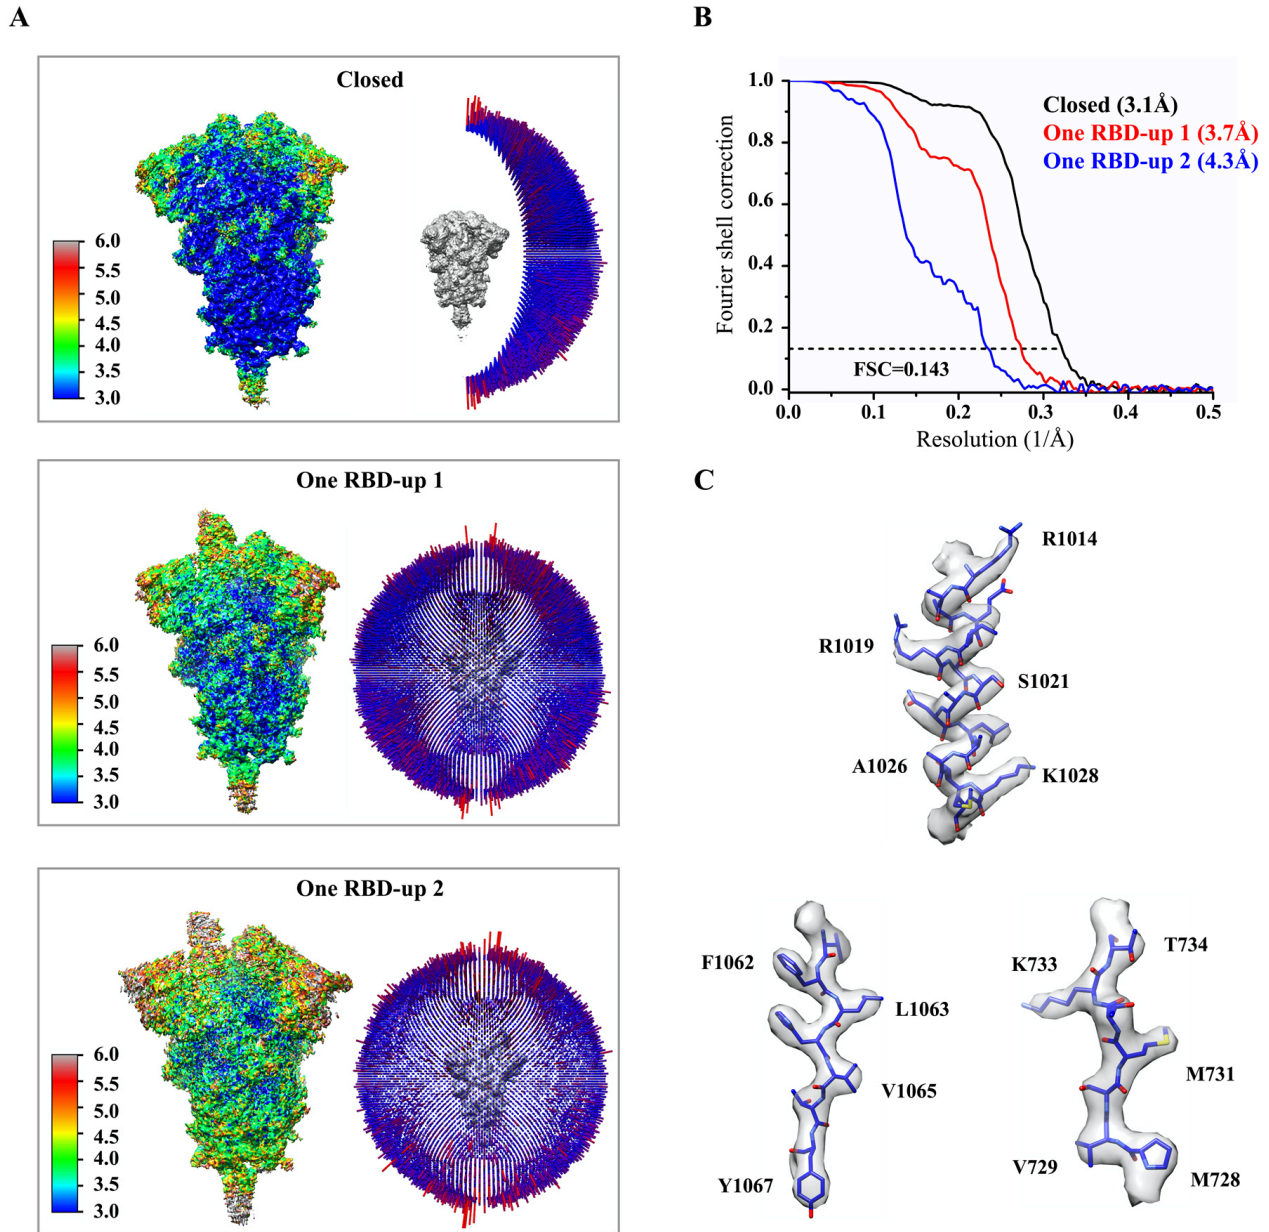 A
Closed
6.0
5.5
5.0
4.5
4.0
3.5
3.0
One RBD-up 1
6.0
5.5
5.0
4.5
4.0
3.5
3.0
One RBD-up 2
6.0
5.5
5.0
4.5
4.0
3.5
3.0
B
Fourier shell correction
1.0
0.8
0.6
0.4
0.2
0.0
Closed (3.1Å)
One RBD-up 1 (3.7Å)
One RBD-up 2 (4.3Å)
FSC=0.143
0.0 0.1 0.2 0.3 0.4 0.5
Resolution (1/Å)
C
R1014
R1019
S1021
A1026
K1028
F1062
L1063
V1065
Y1067
T734
K733
M731
V729
M728